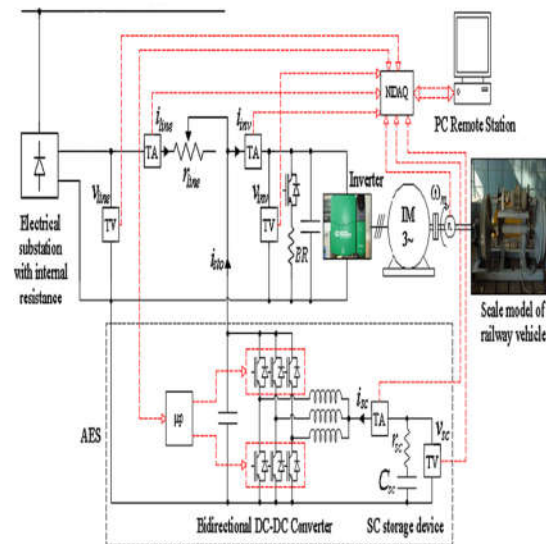 i_line
TA
r_line
i_inv
TA
NIDAQ
PC Remote Station
v_line
TV
v_inv
TV
BR
Inverter
IM
3~
ω_m
Electrical
substation
with internal
resistance
i_sto
Scale model of
railway vehicle
AES
μp
i_sc
TA
r_sc
C_sc
v_sc
TV
Bidirectional DC-DC Converter
SC storage device